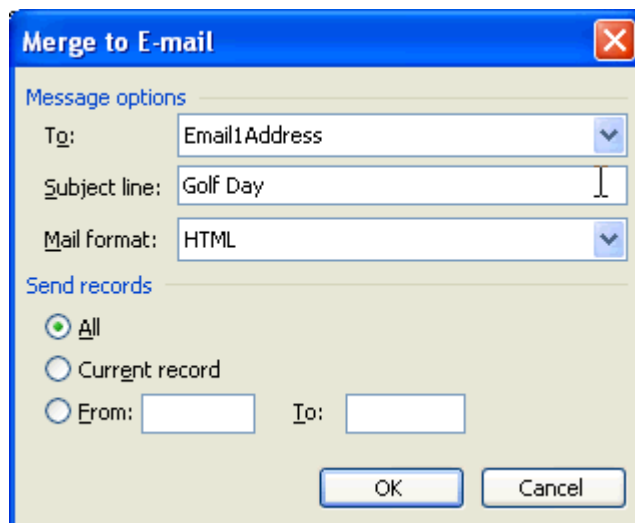 Merge to E-mail
Message options
To: Email1Address
Subject line: Golf Day
Mail format: HTML
Send records
All
Current record
From: To:
OK Cancel